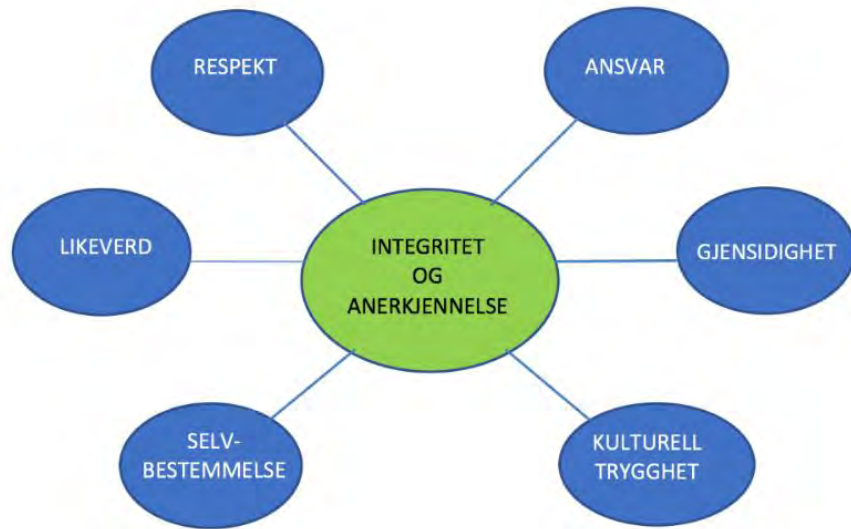 RESPEKT
ANSVAR
LIKEVERD
INTEGRITET
OG
ANERKJENNELSE
GJENSIDIGHET
SELV-
BESTEMMELSE
KULTURELL
TRYGGHET